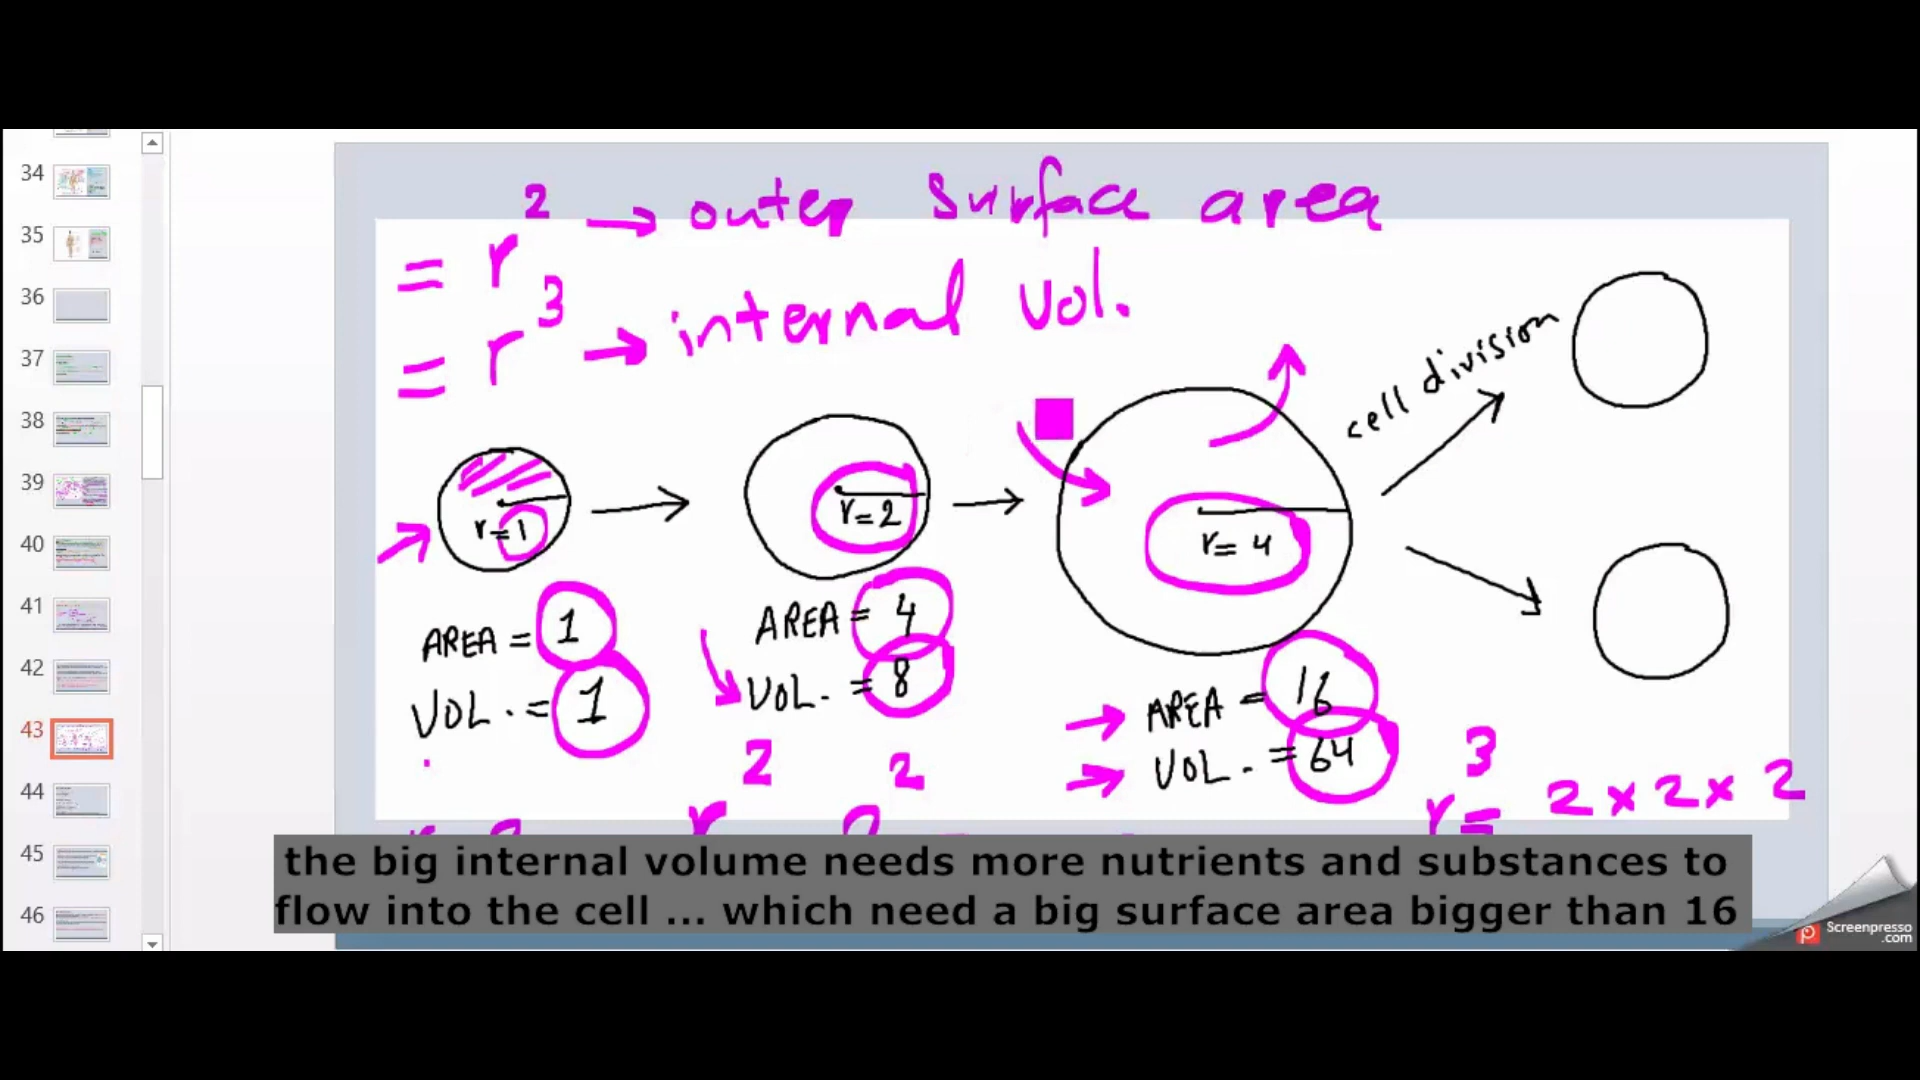 34
35
36
37
38
39
40
41
42
43
44
45
46
= r² → outer surface area
= r³ → internal vol.
cell division
r=1
r=2
r=4
AREA = 1
VOL. = 1
AREA = 4
VOL. = 8
AREA = 16
VOL. = 64
2 2
r³= 2 × 2 × 2
the big internal volume needs more nutrients and substances to
flow into the cell ... which need a big surface area bigger than 16
Screenpresso
.com